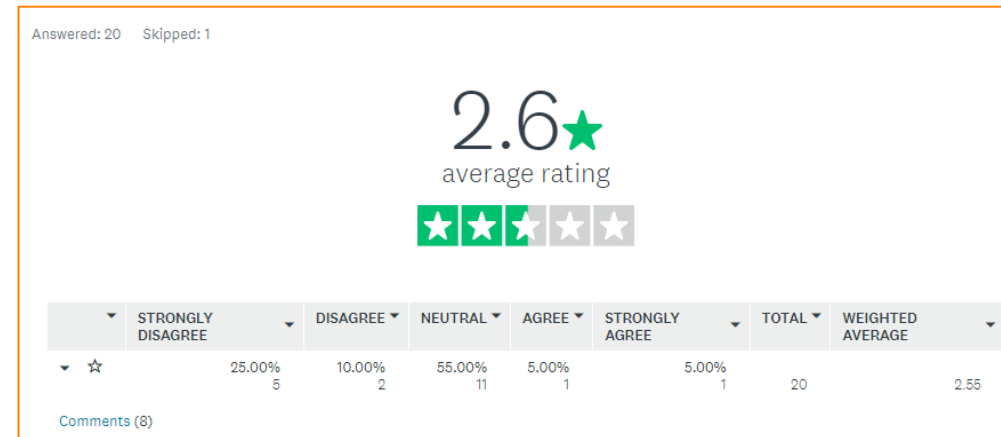 Answered: 20 Skipped: 1
2.6
average rating
STRONGLY DISAGREE DISAGREE NEUTRAL AGREE STRONGLY AGREE TOTAL WEIGHTED AVERAGE
25.00% 10.00% 55.00% 5.00% 5.00%
5 2 11 1 1 20 2.55
Comments (8)